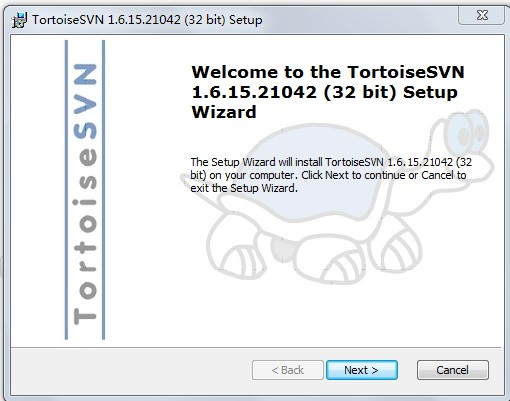 TortoiseSVN 1.6.15.21042 (32 bit) Setup
TortoiseSVN
Welcome to the TortoiseSVN
1.6.15.21042 (32 bit) Setup
Wizard
The Setup Wizard will install TortoiseSVN 1.6.15.21042 (32
bit) on your computer. Click Next to continue or Cancel to
exit the Setup Wizard.
< Back
Next >
Cancel